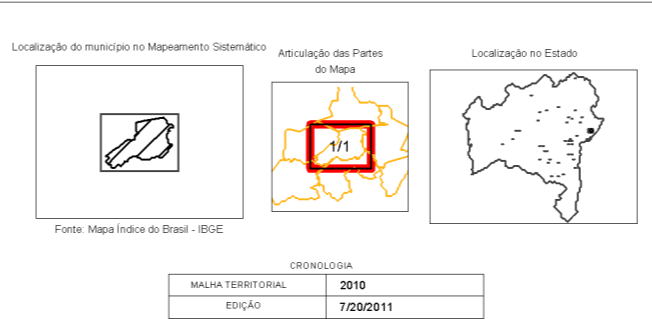 Localização do município no Mapeamento Sistemático
Articulação das Partes
do Mapa
Localização no Estado
1/1
Fonte: Mapa Índice do Brasil - IBGE
CRONOLOGIA
MALHA TERRITORIAL 2010
EDIÇÃO 7/20/2011